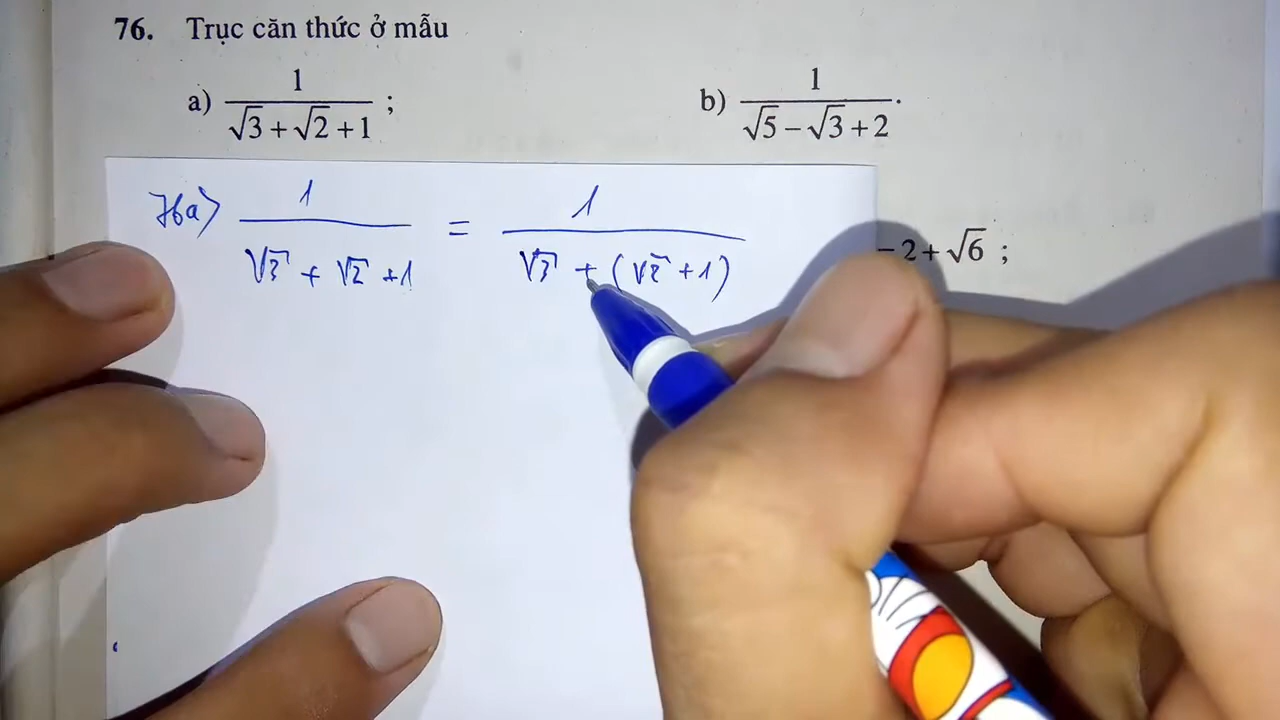 76. Trục căn thức ở mẫu
a) 1/(√3 + √2 + 1) ; b) 1/(√5 − √3 + 2) .
76a) 1/(√3 + √2 + 1) = 1/(√3 + (√2 + 1))
− 2 + √6 ;